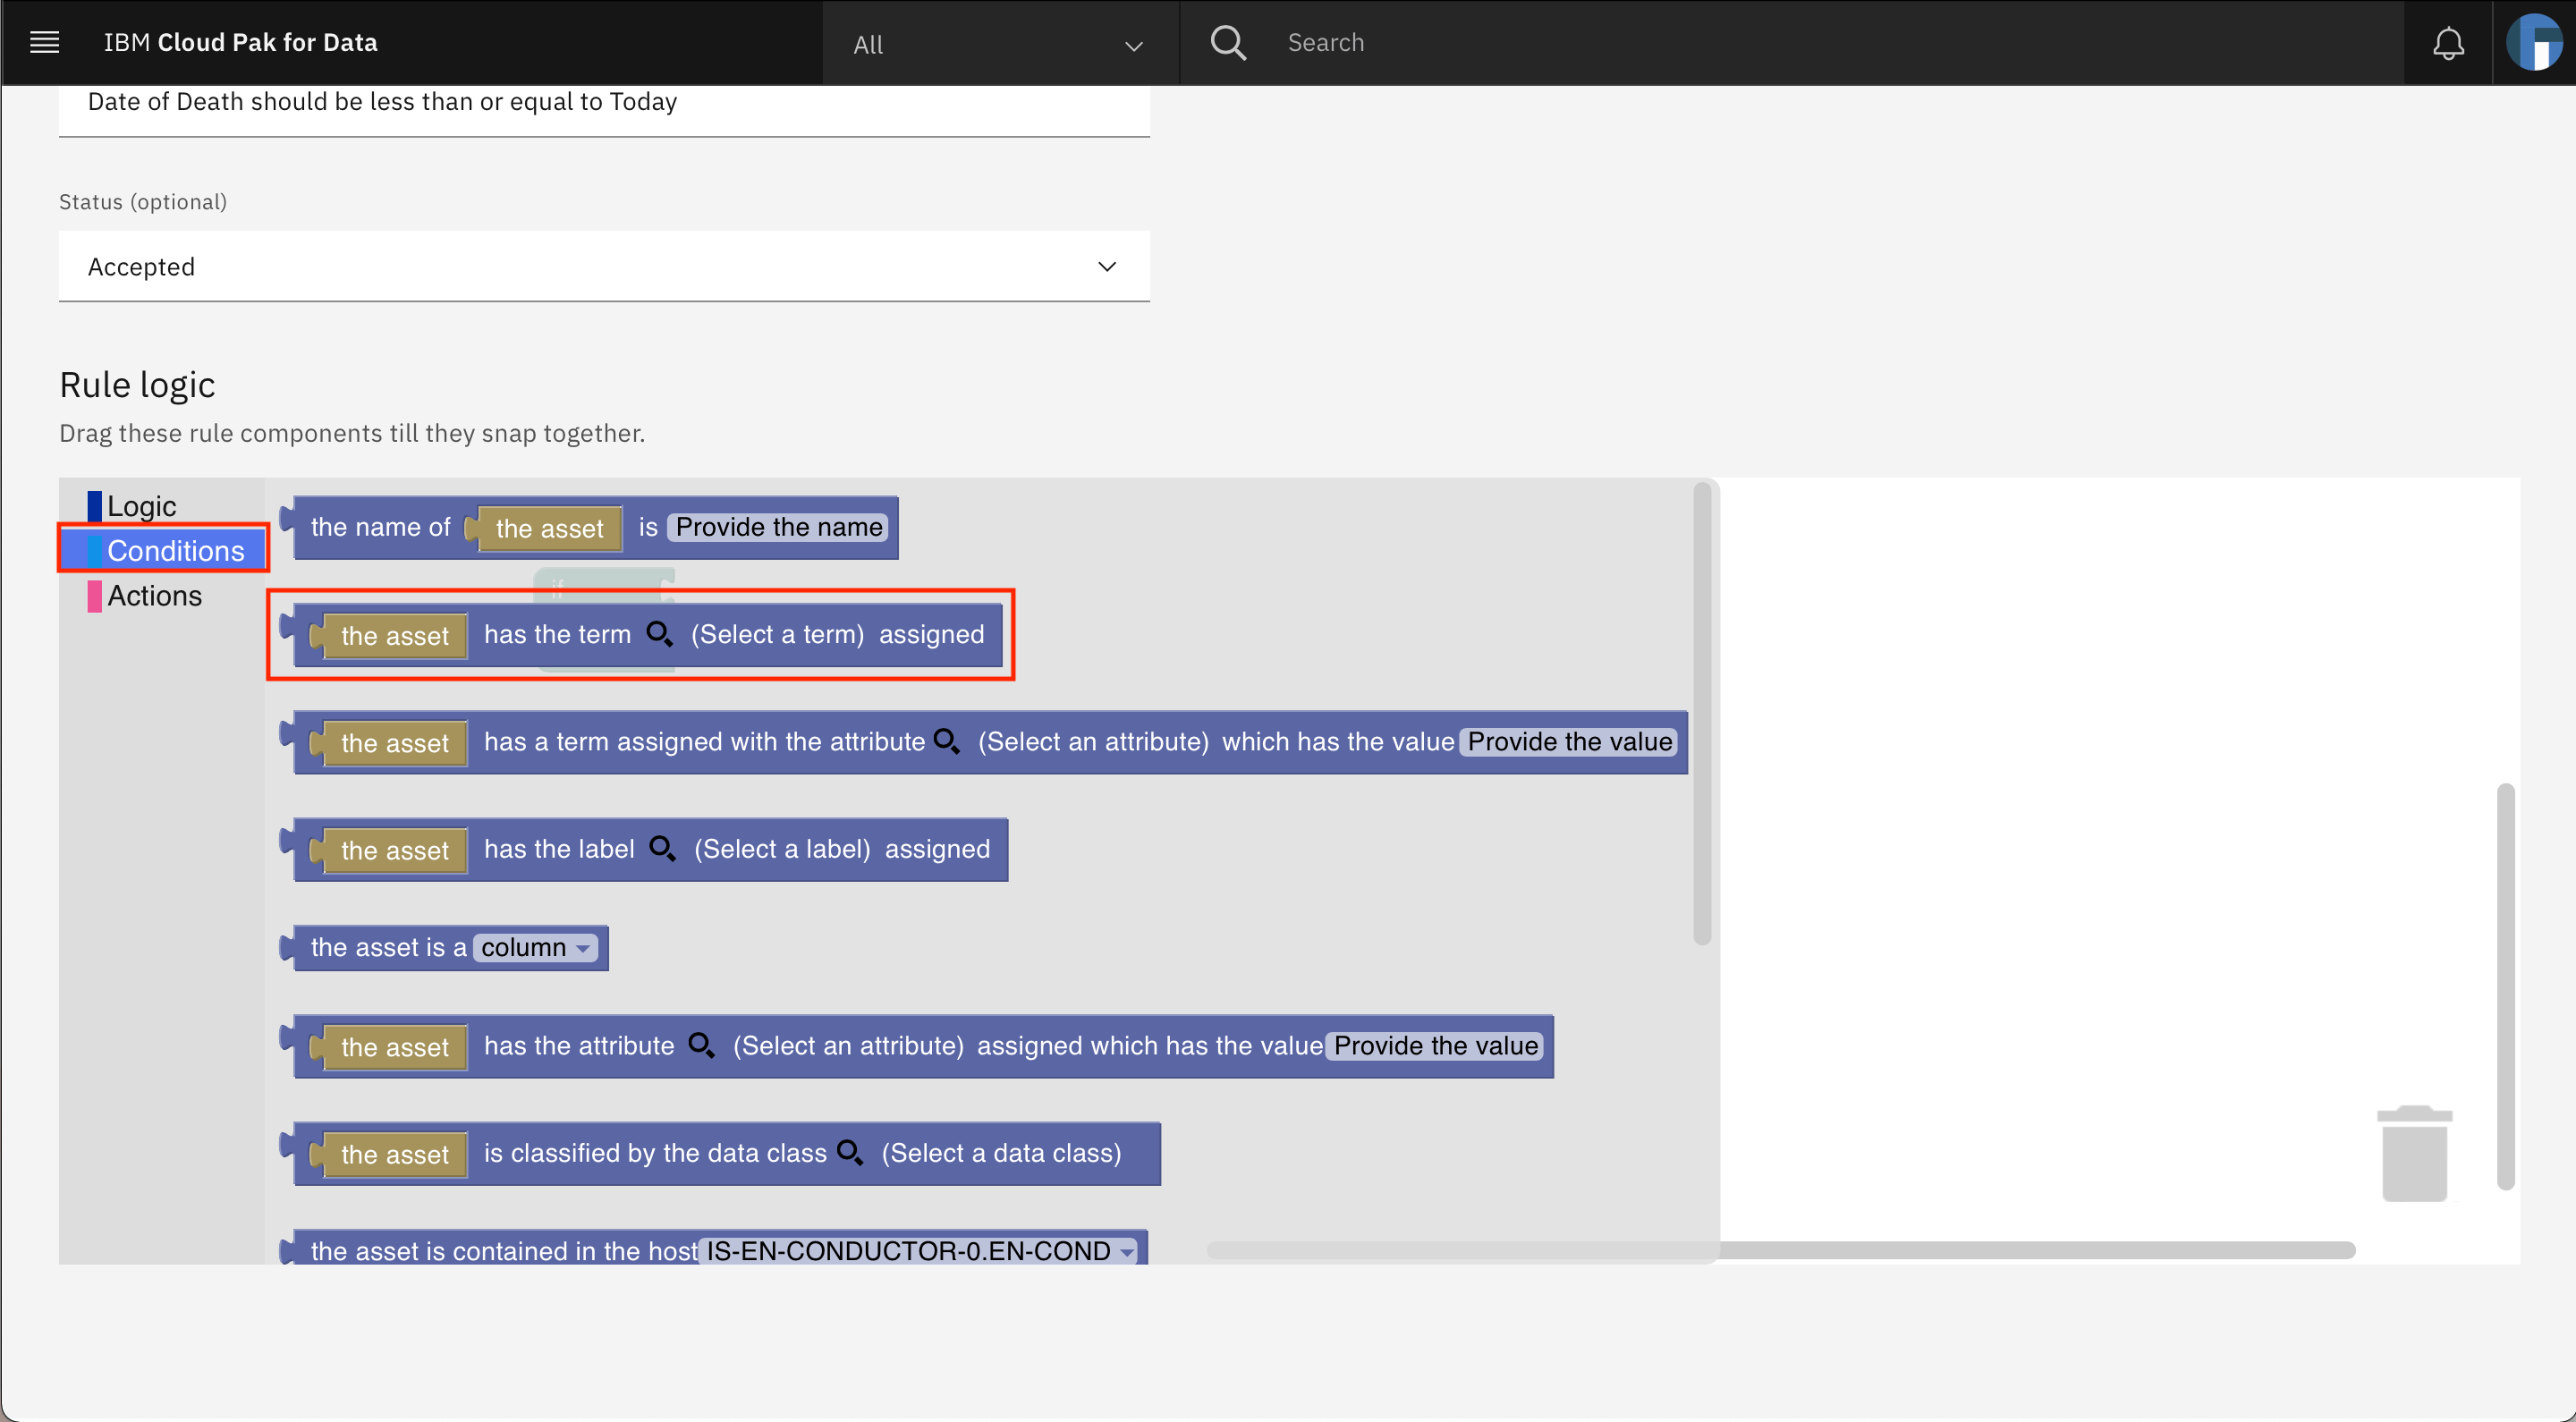 IBM Cloud Pak for Data
All
Search
Date of Death should be less than or equal to Today
Status (optional)
Accepted
Rule logic
Drag these rule components till they snap together.
Logic
Conditions
Actions
the name of the asset is Provide the name
if
the asset has the term (Select a term) assigned
the asset has a term assigned with the attribute (Select an attribute) which has the value Provide the value
the asset has the label (Select a label) assigned
the asset is a column
the asset has the attribute (Select an attribute) assigned which has the value Provide the value
the asset is classified by the data class (Select a data class)
the asset is contained in the host IS-EN-CONDUCTOR-0.EN-COND